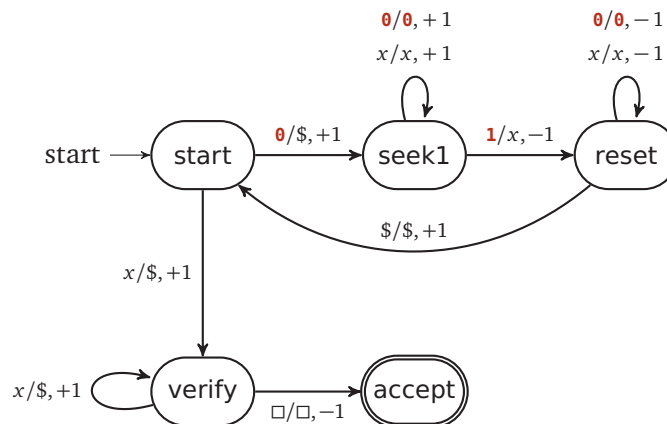 0/0, +1
0/0, −1
x/x, +1
x/x, −1
start
start
0/$, +1
seek1
1/x, −1
reset
$/$, +1
x/$, +1
x/$, +1
verify
□/□, −1
accept